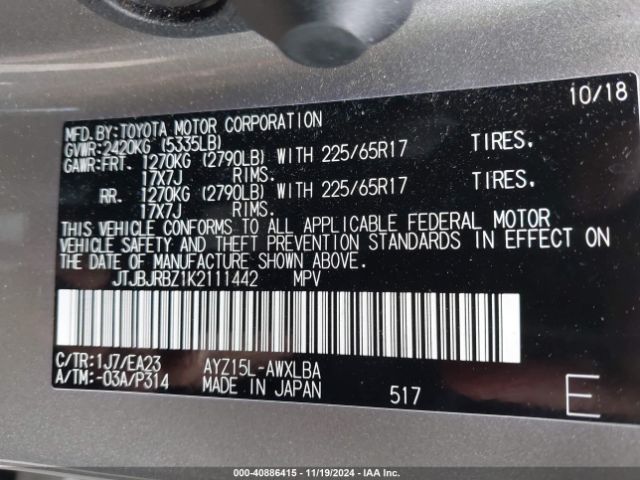 10/18
MFD.BY:TOYOTA MOTOR CORPORATION
GVWR:2420KG (5335LB)
GAWR:FRT. 1270KG (2790LB) WITH 225/65R17 TIRES.
17X7J RIMS.
RR. 1270KG (2790LB) WITH 225/65R17 TIRES.
17X7J RIMS.
THIS VEHICLE CONFORMS TO ALL APPLICABLE FEDERAL MOTOR
VEHICLE SAFETY AND THEFT PREVENTION STANDARDS IN EFFECT ON
THE DATE OF MANUFACTURE SHOWN ABOVE.
JTJBJRBZ1K2111442 MPV
C/TR:1J7/EA23 AYZ15L-AWXLBA
A/TM:-03A/P314 MADE IN JAPAN 517 E
000-40886415 | 11/19/2024 | IAA Inc.